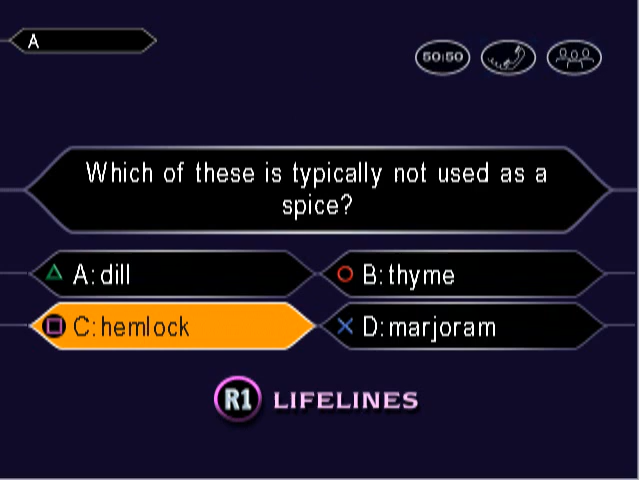 A
50:50
Which of these is typically not used as a
spice?
A: dill
B: thyme
C: hemlock
D: marjoram
R1 LIFELINES